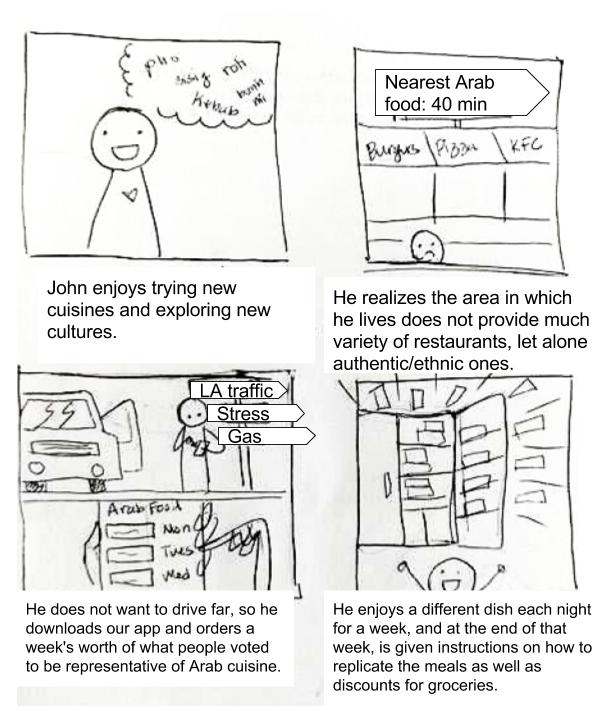 pho
sisig roti
Kebab banh
mi
John enjoys trying new
cuisines and exploring new
cultures.
Nearest Arab
food: 40 min
Burgers Pizza KFC
He realizes the area in which
he lives does not provide much
variety of restaurants, let alone
authentic/ethnic ones.
LA traffic
Stress
Gas
Arab Food
Mon
Tues
Wed
He does not want to drive far, so he
downloads our app and orders a
week's worth of what people voted
to be representative of Arab cuisine.
He enjoys a different dish each night
for a week, and at the end of that
week, is given instructions on how to
replicate the meals as well as
discounts for groceries.